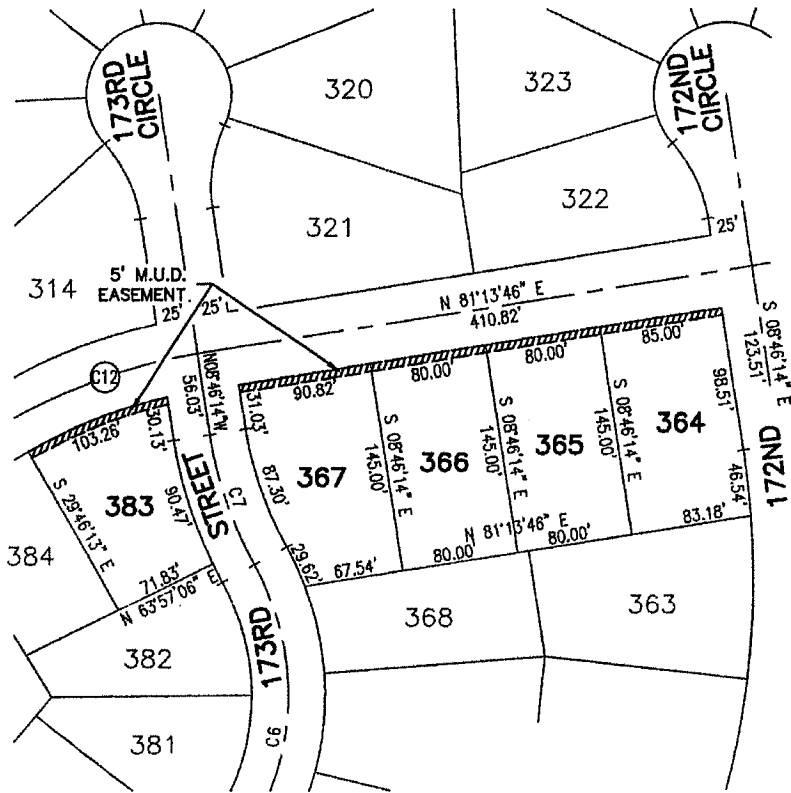 173RD
CIRCLE
172ND
CIRCLE
320
323
321
322
25'
314
5' M.U.D.
EASEMENT
25'
25'
N 81°13'46" E
410.82'
S 08°46'14" E
123.51'
C12
N08°46'14"W
56.03'
90.82'
80.00'
80.00'
85.00'
103.26'
30.13'
31.03'
S 08°46'14" E
145.00'
S 08°46'14" E
145.00'
S 08°46'14" E
145.00'
98.51'
364
365
366
367
383
S 29°46'13" E
90.47'
STREET
C7
87.30'
46.54'
172ND
384
71.83'
N 63°57'06" E
29.62'
67.54'
80.00'
N 81°13'46" E
80.00'
83.18'
173RD
368
363
382
381
C6